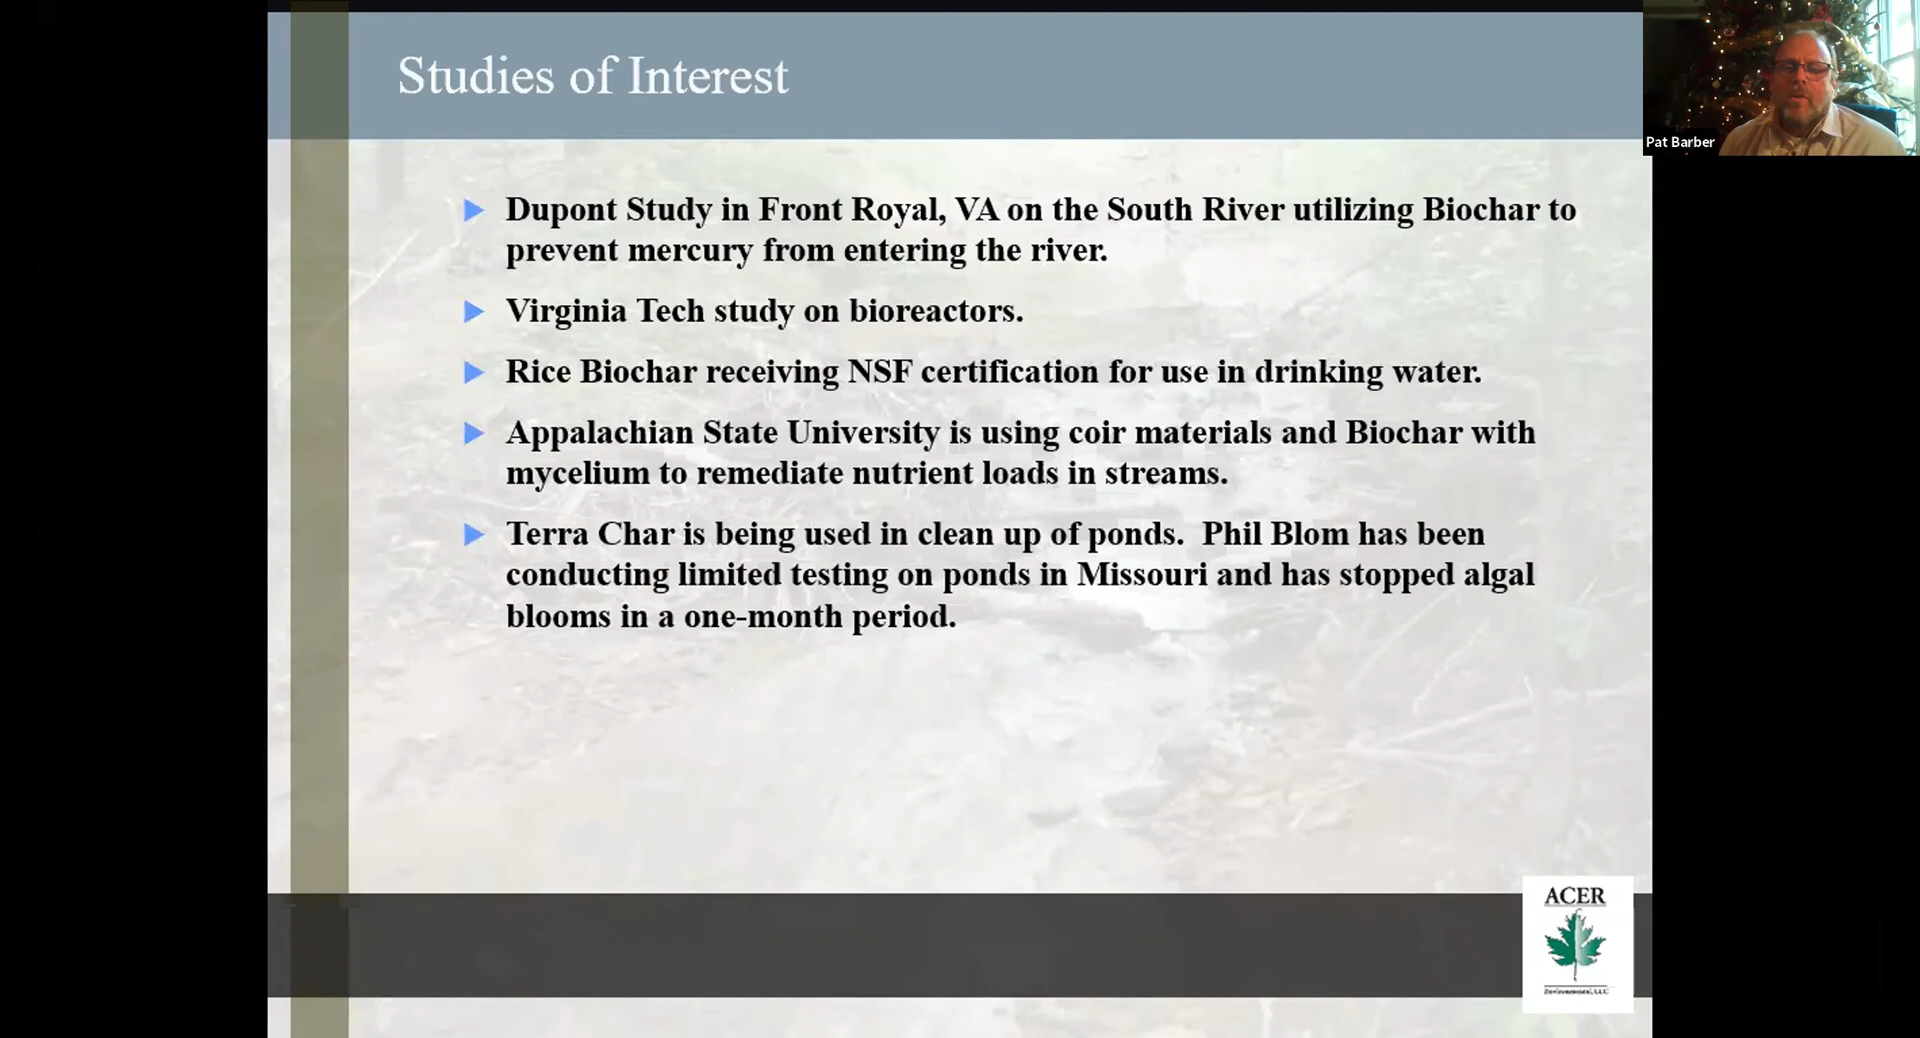 Studies of Interest
Pat Barber
Dupont Study in Front Royal, VA on the South River utilizing Biochar to
prevent mercury from entering the river.
Virginia Tech study on bioreactors.
Rice Biochar receiving NSF certification for use in drinking water.
Appalachian State University is using coir materials and Biochar with
mycelium to remediate nutrient loads in streams.
Terra Char is being used in clean up of ponds.  Phil Blom has been
conducting limited testing on ponds in Missouri and has stopped algal
blooms in a one-month period.
ACER
Environmental, LLC